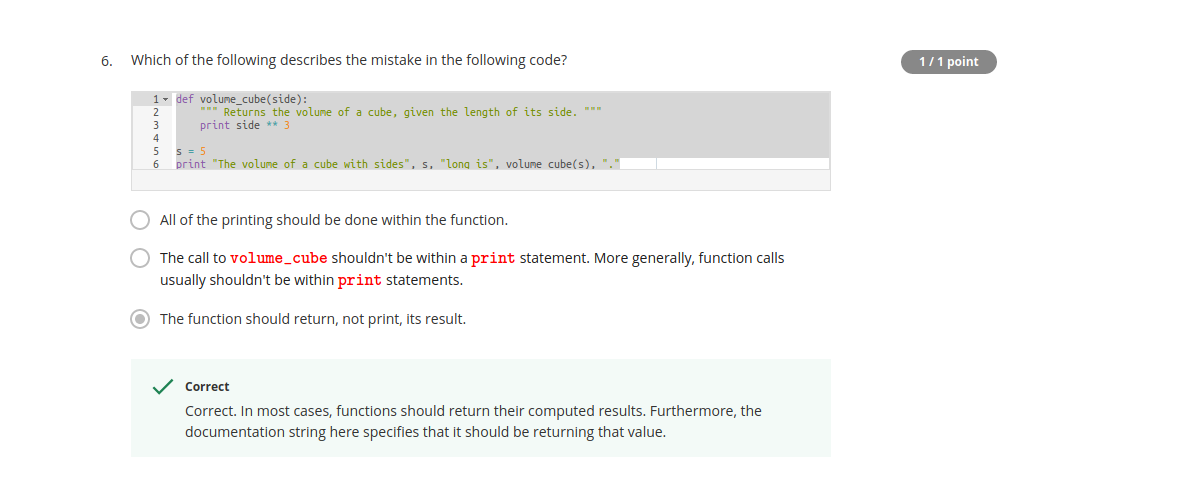 6. Which of the following describes the mistake in the following code?
1 / 1 point
1 def volume_cube(side):
2 """ Returns the volume of a cube, given the length of its side. """
3 print side ** 3
4
5 s = 5
6 print "The volume of a cube with sides", s, "long is", volume_cube(s), "."
All of the printing should be done within the function.
The call to volume_cube shouldn't be within a print statement. More generally, function calls
usually shouldn't be within print statements.
The function should return, not print, its result.
Correct
Correct. In most cases, functions should return their computed results. Furthermore, the
documentation string here specifies that it should be returning that value.